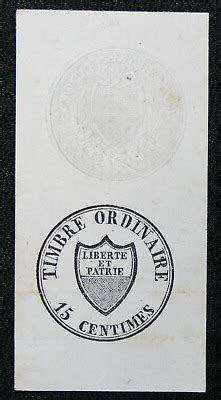 TIMBRE ORDINAIRE
LIBERTE
ET
PATRIE
15 CENTIMES